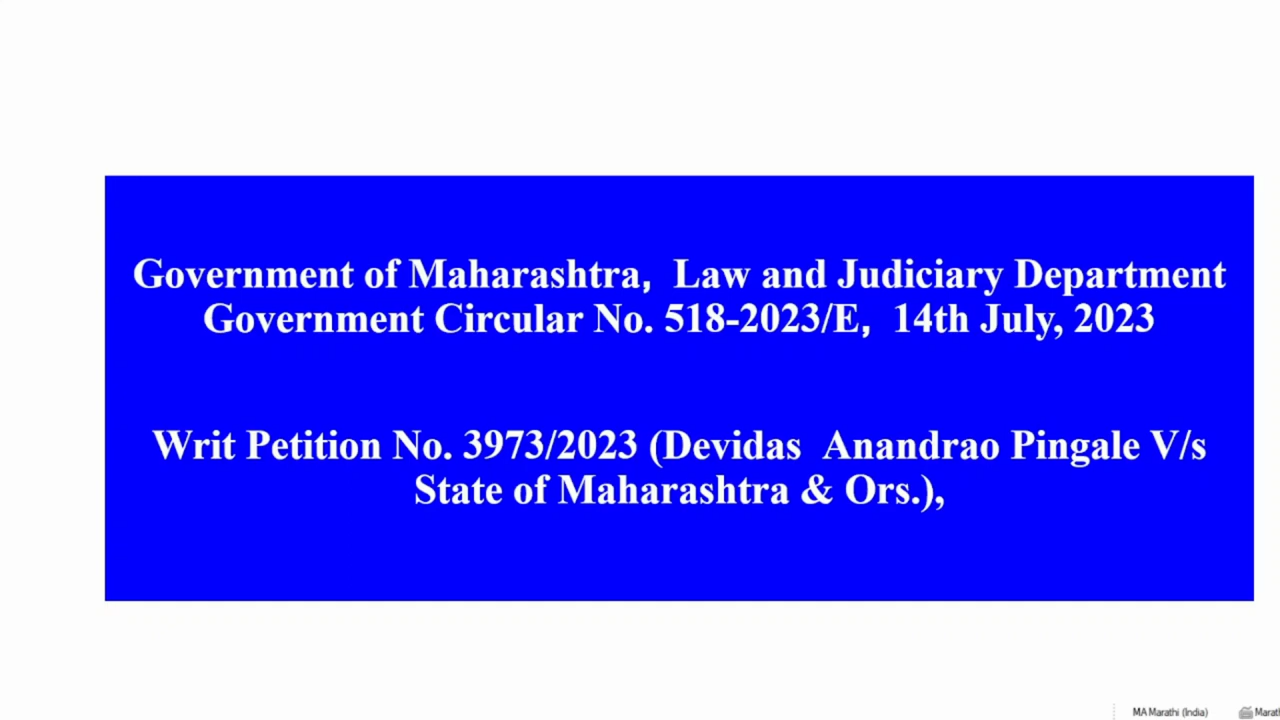 Government of Maharashtra,  Law and Judiciary Department
Government Circular No. 518-2023/E,  14th July, 2023
Writ Petition No. 3973/2023 (Devidas  Anandrao Pingale V/s
State of Maharashtra & Ors.),
MA Marathi (India)